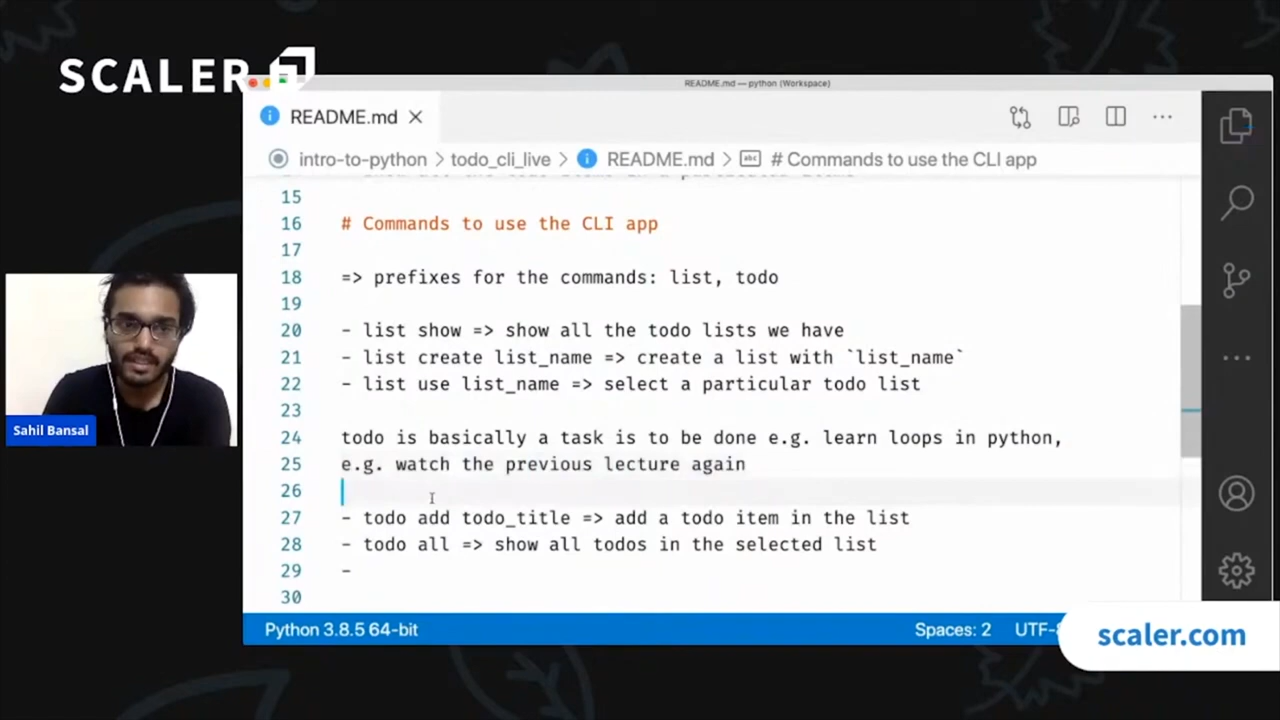 SCALER
README.md — python (Workspace)
README.md
intro-to-python > todo_cli_live > README.md > # Commands to use the CLI app
15
16 # Commands to use the CLI app
17
18 => prefixes for the commands: list, todo
19
20 - list show => show all the todo lists we have
21 - list create list_name => create a list with `list_name`
22 - list use list_name => select a particular todo list
23
24 todo is basically a task is to be done e.g. learn loops in python,
25 e.g. watch the previous lecture again
26
27 - todo add todo_title => add a todo item in the list
28 - todo all => show all todos in the selected list
29 -
30
Sahil Bansal
Python 3.8.5 64-bit Spaces: 2 UTF-8
scaler.com